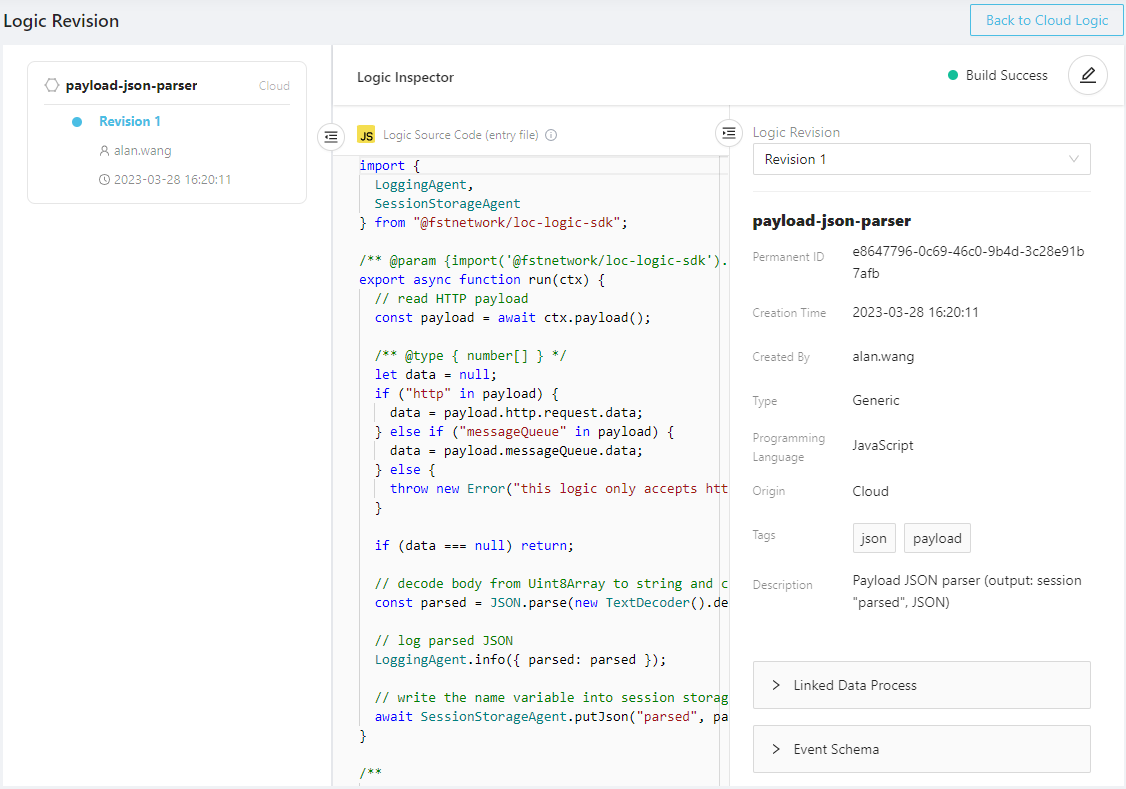 Logic Revision
Back to Cloud Logic
payload-json-parser
Cloud
Revision 1
alan.wang
2023-03-28 16:20:11
Logic Inspector
Build Success
JS Logic Source Code (entry file)
import {
  LoggingAgent,
  SessionStorageAgent
} from "@fstnetwork/loc-logic-sdk";

/** @param {import('@fstnetwork/loc-logic-sdk').
export async function run(ctx) {
  // read HTTP payload
  const payload = await ctx.payload();

  /** @type { number[] } */
  let data = null;
  if ("http" in payload) {
    data = payload.http.request.data;
  } else if ("messageQueue" in payload) {
    data = payload.messageQueue.data;
  } else {
    throw new Error("this logic only accepts htt
  }

  if (data === null) return;

  // decode body from Uint8Array to string and c
  const parsed = JSON.parse(new TextDecoder().de

  // log parsed JSON
  LoggingAgent.info({ parsed: parsed });

  // write the name variable into session storag
  await SessionStorageAgent.putJson("parsed", pa
}

/**
Logic Revision
Revision 1
payload-json-parser
Permanent ID
e8647796-0c69-46c0-9b4d-3c28e91b
7afb
Creation Time
2023-03-28 16:20:11
Created By
alan.wang
Type
Generic
Programming
Language
JavaScript
Origin
Cloud
Tags
json
payload
Description
Payload JSON parser (output: session
"parsed", JSON)
Linked Data Process
Event Schema